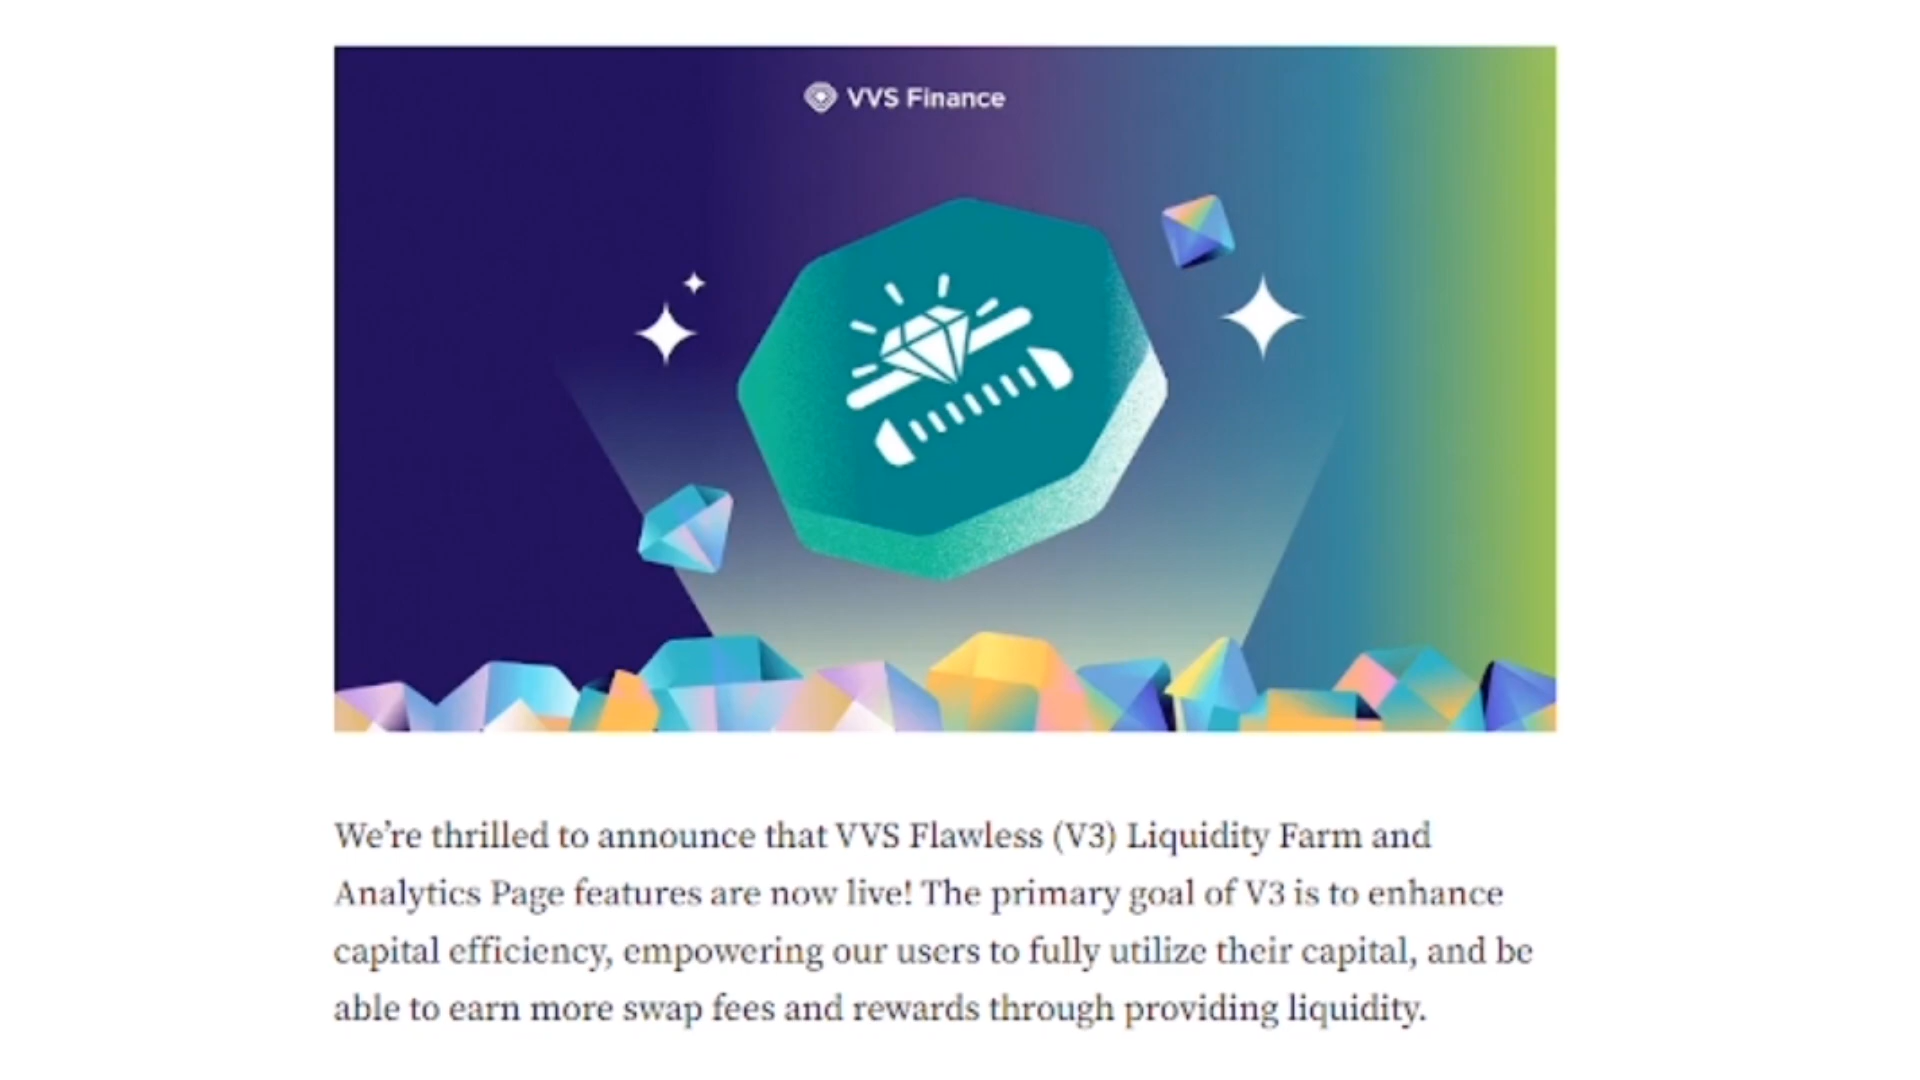 VVS Finance
We’re thrilled to announce that VVS Flawless (V3) Liquidity Farm and
Analytics Page features are now live! The primary goal of V3 is to enhance
capital efficiency, empowering our users to fully utilize their capital, and be
able to earn more swap fees and rewards through providing liquidity.